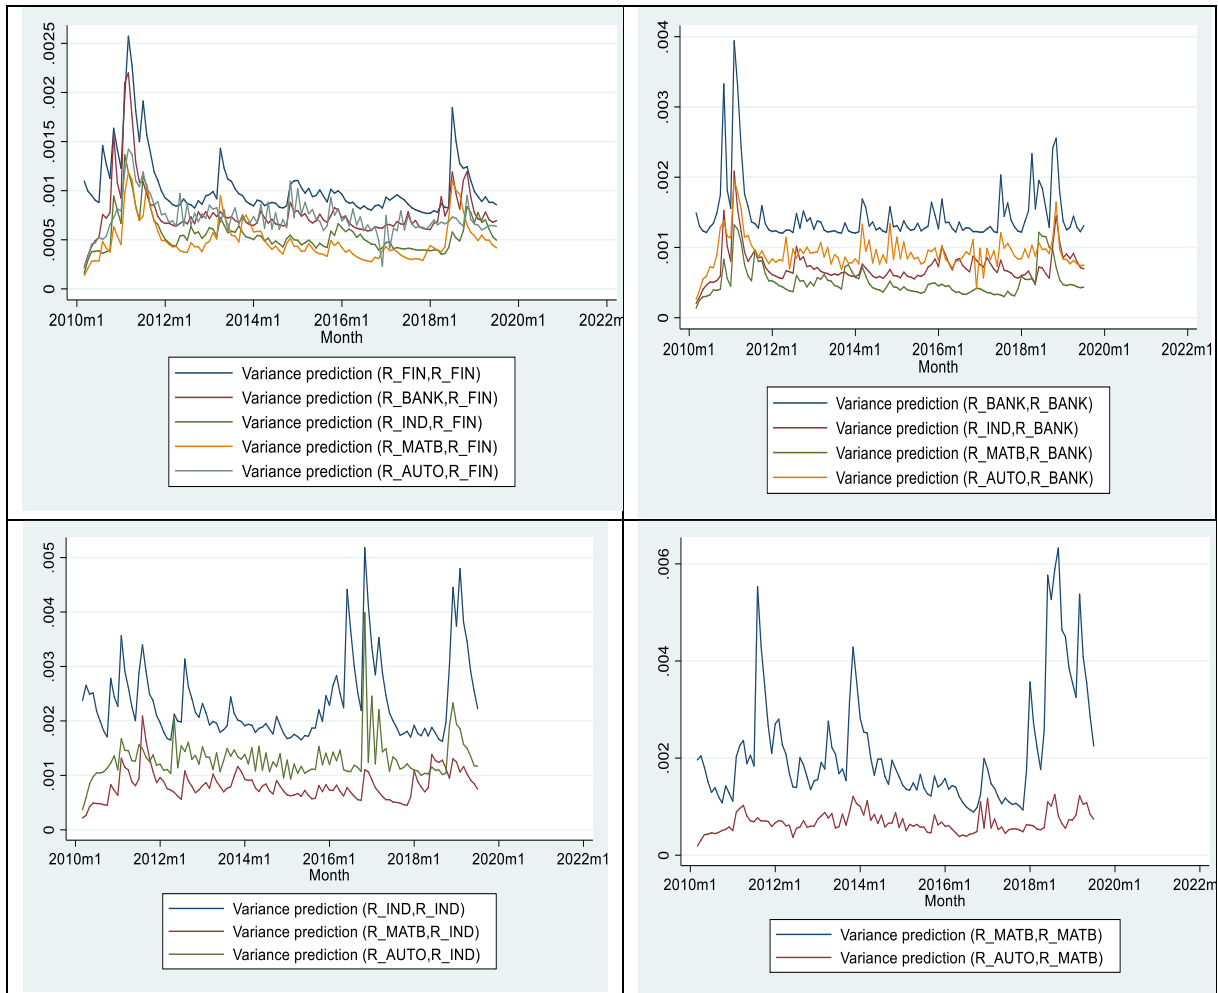 .0025
.002
.0015
.001
.0005
0
2010m1 2012m1 2014m1 2016m1 2018m1 2020m1 2022m
Month
Variance prediction (R_FIN,R_FIN)
Variance prediction (R_BANK,R_FIN)
Variance prediction (R_IND,R_FIN)
Variance prediction (R_MATB,R_FIN)
Variance prediction (R_AUTO,R_FIN)
.004
.003
.002
.001
0
2010m1 2012m1 2014m1 2016m1 2018m1 2020m1 2022m1
Month
Variance prediction (R_BANK,R_BANK)
Variance prediction (R_IND,R_BANK)
Variance prediction (R_MATB,R_BANK)
Variance prediction (R_AUTO,R_BANK)
.005
.004
.003
.002
.001
0
2010m1 2012m1 2014m1 2016m1 2018m1 2020m1 2022m1
Month
Variance prediction (R_IND,R_IND)
Variance prediction (R_MATB,R_IND)
Variance prediction (R_AUTO,R_IND)
.006
.004
.002
0
2010m1 2012m1 2014m1 2016m1 2018m1 2020m1 2022m
Month
Variance prediction (R_MATB,R_MATB)
Variance prediction (R_AUTO,R_MATB)